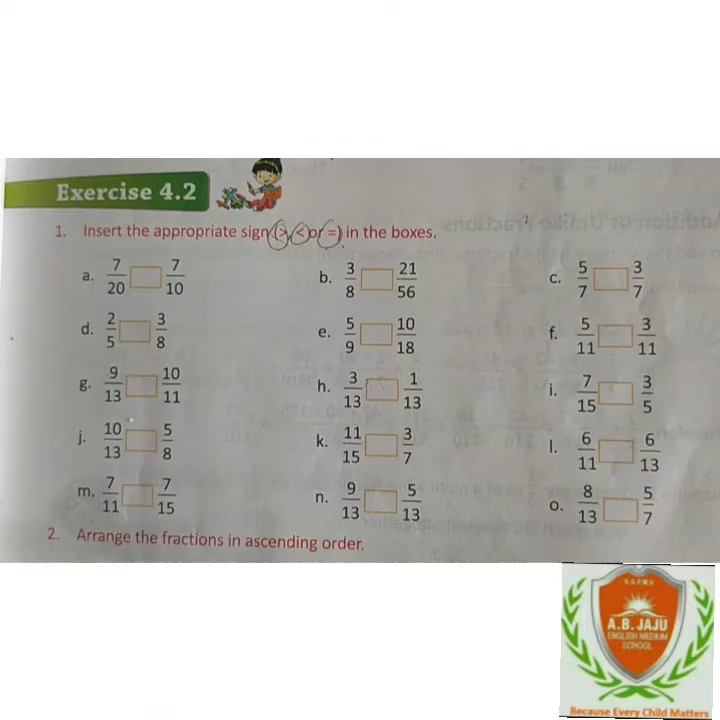 Exercise 4.2
1. Insert the appropriate sign (>, < or =) in the boxes.
a. 7/20 □ 7/10 b. 3/8 □ 21/56 c. 5/7 □ 3/7
d. 2/5 □ 3/8 e. 5/9 □ 10/18 f. 5/11 □ 3/11
g. 9/13 □ 10/11 h. 3/13 □ 1/13 i. 7/15 □ 3/5
j. 10/13 □ 5/8 k. 11/15 □ 3/7 l. 6/11 □ 6/13
m. 7/11 □ 7/15 n. 9/13 □ 5/13 o. 8/13 □ 5/7
2. Arrange the fractions in ascending order.
A.B. JAJU
ENGLISH MEDIUM
SCHOOL
Because Every Child Matters